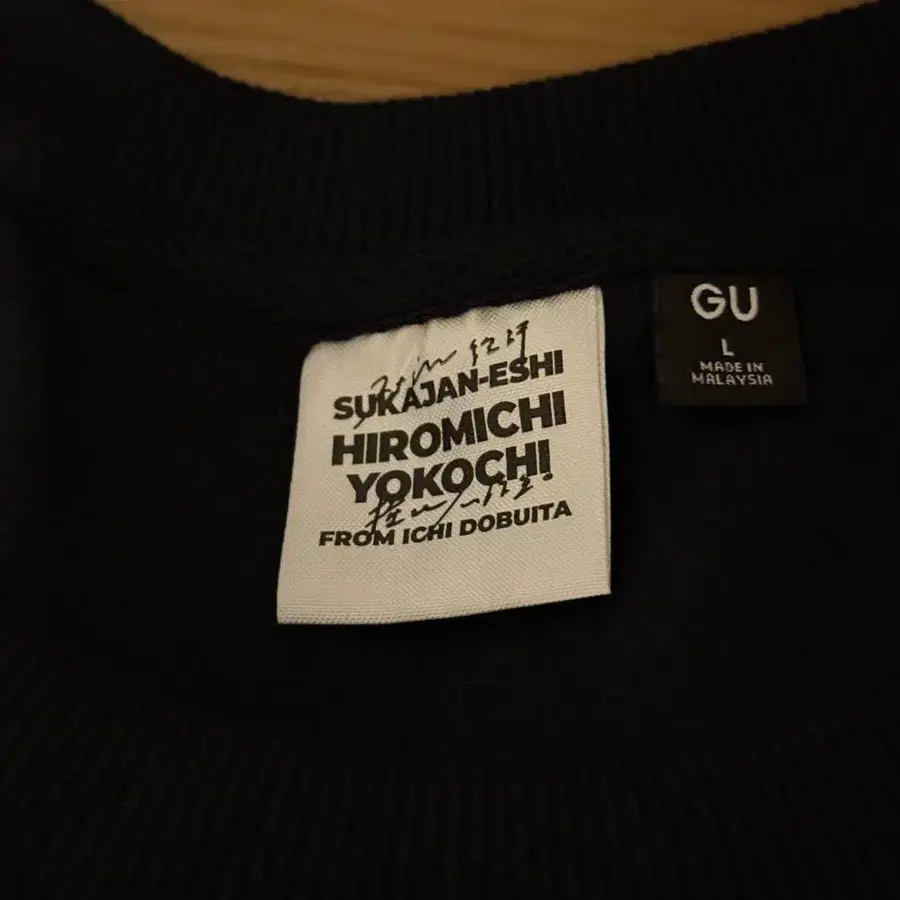 SUKAJAN-ESHI
HIROMICHI
YOKOCHI
FROM ICHI DOBUITA
GU
L
MADE IN
MALAYSIA